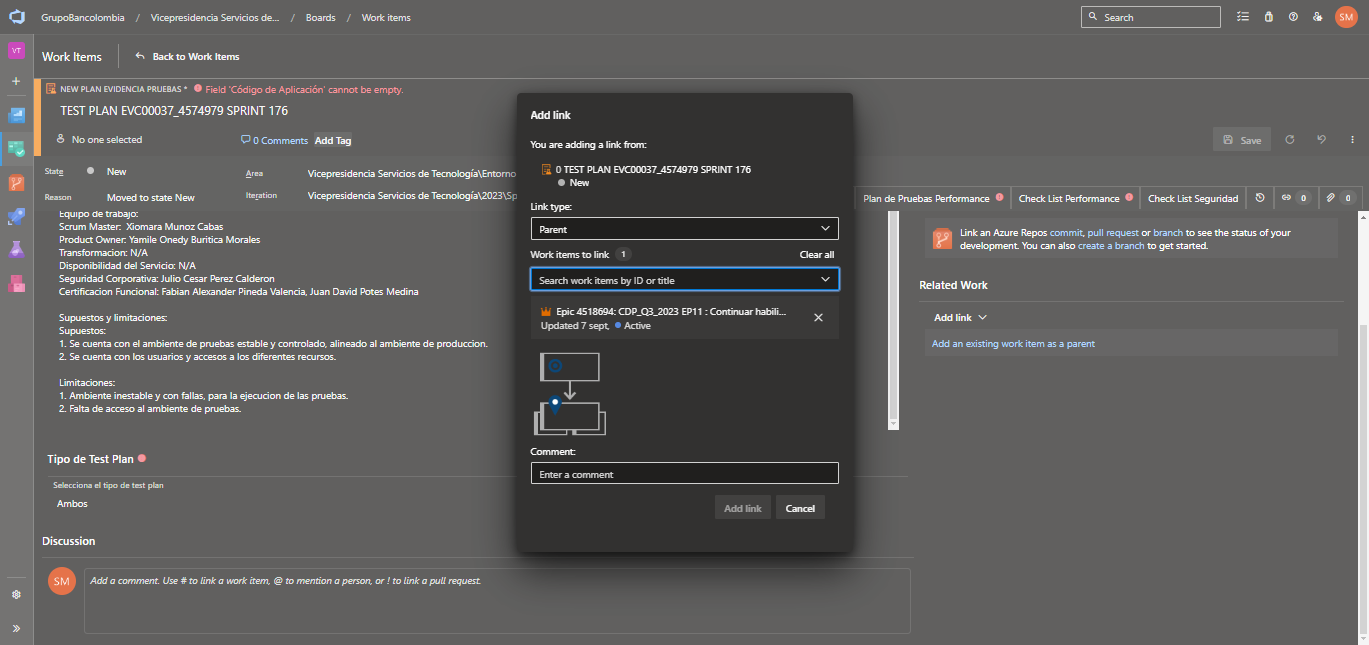 GrupoBancolombia / Vicepresidencia Servicios de... / Boards / Work items
Search
SM
VT
Work Items
Back to Work Items
NEW PLAN EVIDENCIA PRUEBAS * Field 'Código de Aplicación' cannot be empty.
TEST PLAN EVC00037_4574979 SPRINT 176
No one selected
0 Comments
Add Tag
Save
State
New
Area
Vicepresidencia Servicios de Tecnología\Entorno
Reason
Moved to state New
Iteration
Vicepresidencia Servicios de Tecnología\2023\Sp
Plan de Pruebas Performance
Check List Performance
Check List Seguridad
0
0
Equipo de trabajo:
Scrum Master: Xiomara Munoz Cabas
Product Owner: Yamile Onedy Buritica Morales
Transformacion: N/A
Disponibilidad del Servicio: N/A
Seguridad Corporativa: Julio Cesar Perez Calderon
Certificacion Funcional: Fabian Alexander Pineda Valencia, Juan David Potes Medina
Supuestos y limitaciones:
Supuestos:
1. Se cuenta con el ambiente de pruebas estable y controlado, alineado al ambiente de produccion.
2. Se cuenta con los usuarios y accesos a los diferentes recursos.
Limitaciones:
1. Ambiente inestable y con fallas, para la ejecucion de las pruebas.
2. Falta de acceso al ambiente de pruebas.
Tipo de Test Plan
Selecciona el tipo de test plan
Ambos
Discussion
SM
Add a comment. Use # to link a work item, @ to mention a person, or ! to link a pull request.
Add link
You are adding a link from:
0 TEST PLAN EVC00037_4574979 SPRINT 176
New
Link type:
Parent
Work items to link 1
Clear all
Search work items by ID or title
Epic 4518694: CDP_Q3_2023 EP11 : Continuar habili...
Updated 7 sept, Active
Comment:
Enter a comment
Add link
Cancel
Link an Azure Repos commit, pull request or branch to see the status of your
development. You can also create a branch to get started.
Related Work
Add link
Add an existing work item as a parent